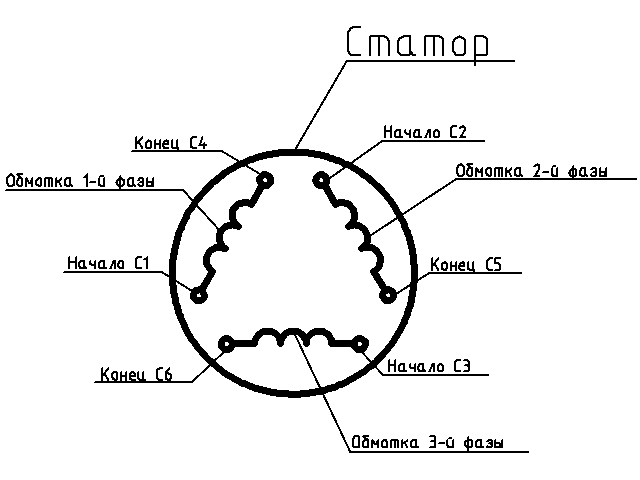 Статор
Начало С2
Конец С4
Обмотка 2-й фазы
Обмотка 1-й фазы
Начало С1
Конец С5
Начало С3
Конец С6
Обмотка 3-й фазы